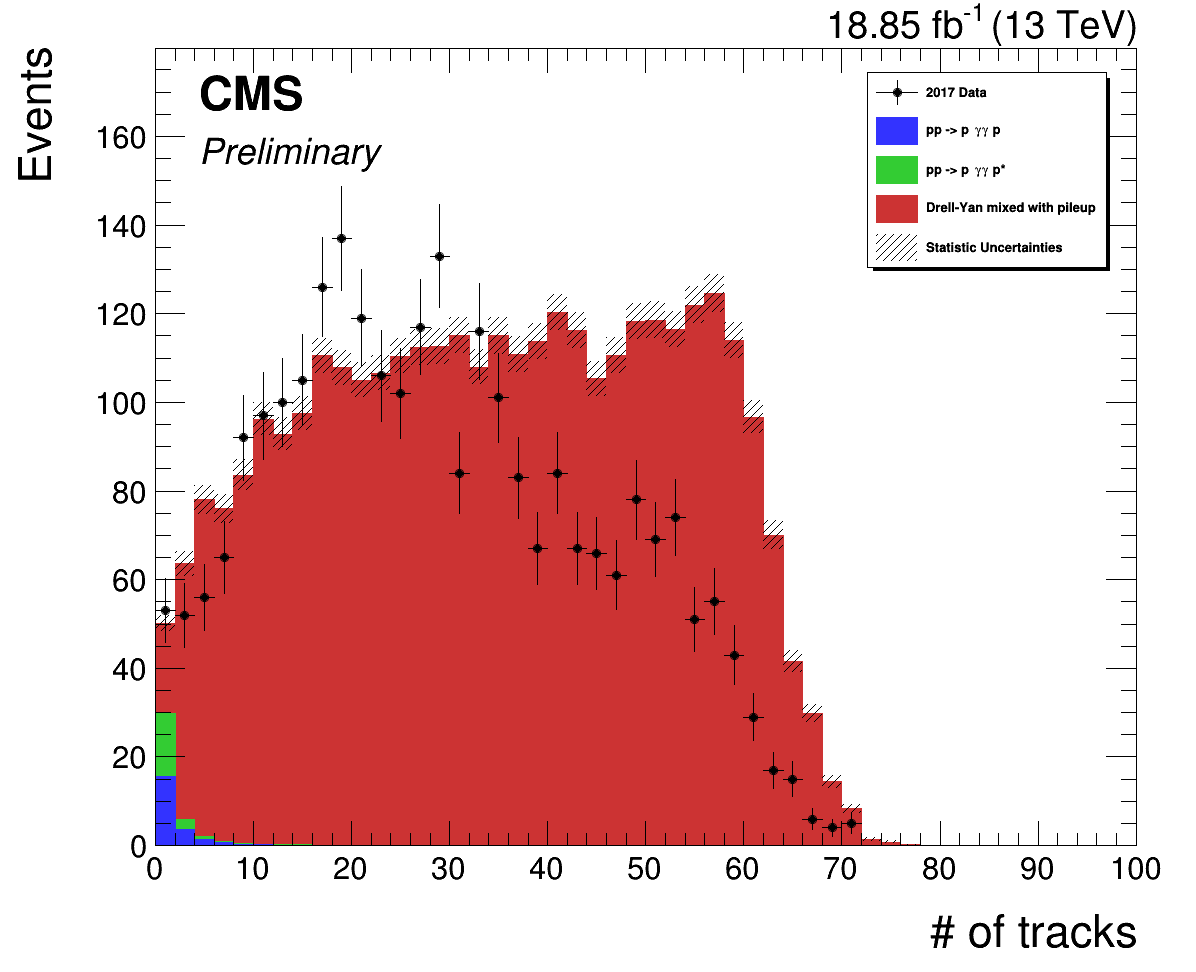 18.85 fb⁻¹ (13 TeV)
Events
CMS
Preliminary
2017 Data
pp -> p γγ p
pp -> p γγ p*
Drell-Yan mixed with pileup
Statistic Uncertainties
160
140
120
100
80
60
40
20
0
0 10 20 30 40 50 60 70 80 90 100
# of tracks